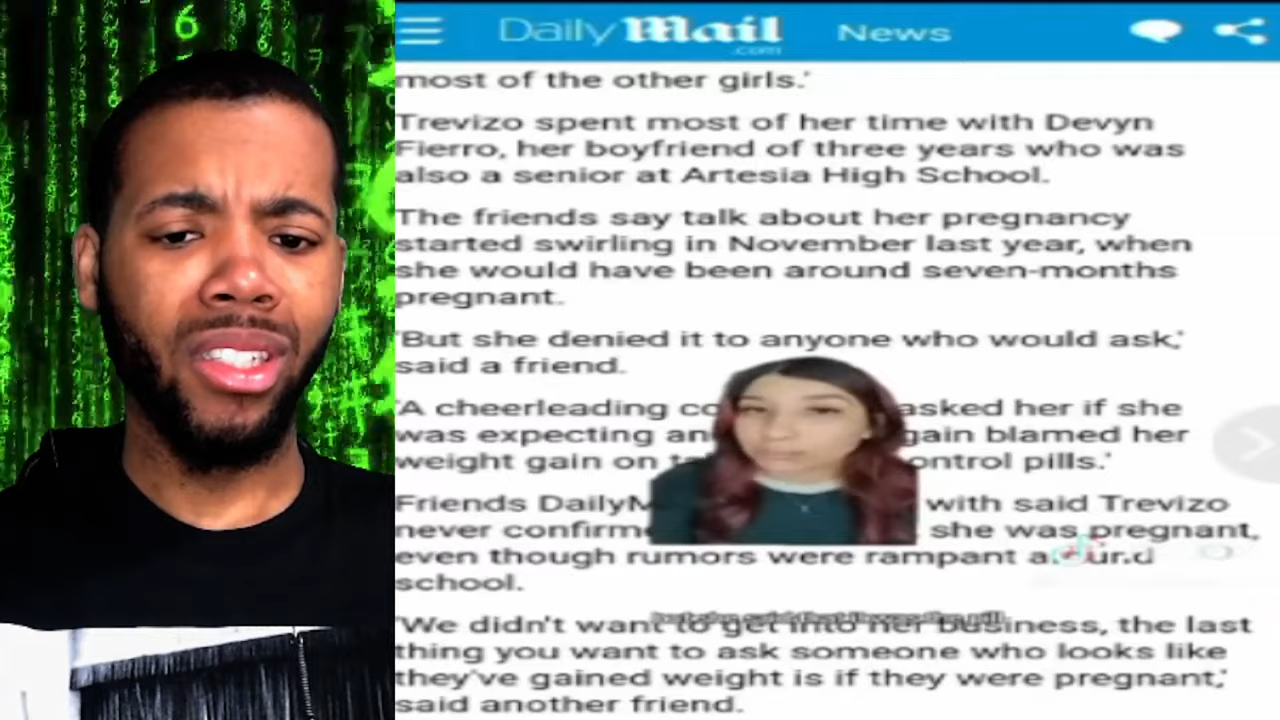 6
DailyMail
.com
News
most of the other girls.'
Trevizo spent most of her time with Devyn
Fierro, her boyfriend of three years who was
also a senior at Artesia High School.
The friends say talk about her pregnancy
started swirling in November last year, when
she would have been around seven-months
pregnant.
'But she denied it to anyone who would ask,'
said a friend.
'A cheerleading co asked her if she
was expecting an gain blamed her
weight gain on ontrol pills.'
Friends DailyM with said Trevizo
never confirme she was pregnant,
even though rumors were rampant around
school.
'We didn't want to get into her business, the last
thing you want to ask someone who looks like
they've gained weight is if they were pregnant,'
said another friend.